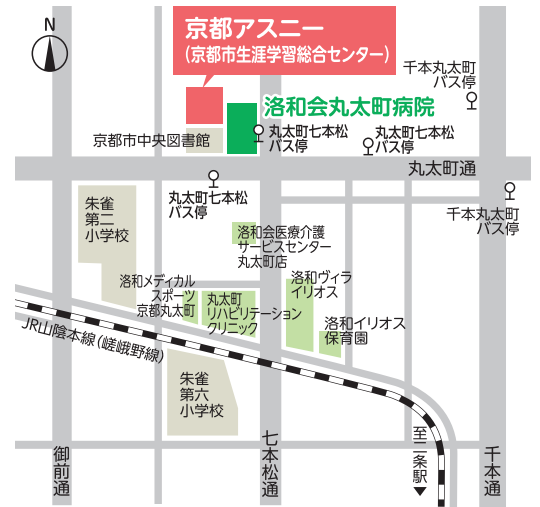 N
京都アスニー
(京都市生涯学習総合センター)
千本丸太町
バス停
洛和会丸太町病院
丸太町七本松
バス停
丸太町七本松
バス停
京都市中央図書館
丸太町通
丸太町七本松
バス停
千本丸太町
バス停
朱雀
第二
小学校
洛和会医療介護
サービスセンター
丸太町店
洛和メディカル
スポーツ
京都丸太町
丸太町
リハビリテーション
クリニック
洛和ヴィラ
イリオス
洛和イリオス
保育園
JR山陰本線(嵯峨野線)
朱雀
第六
小学校
至二条駅
御前通
七本松通
千本通